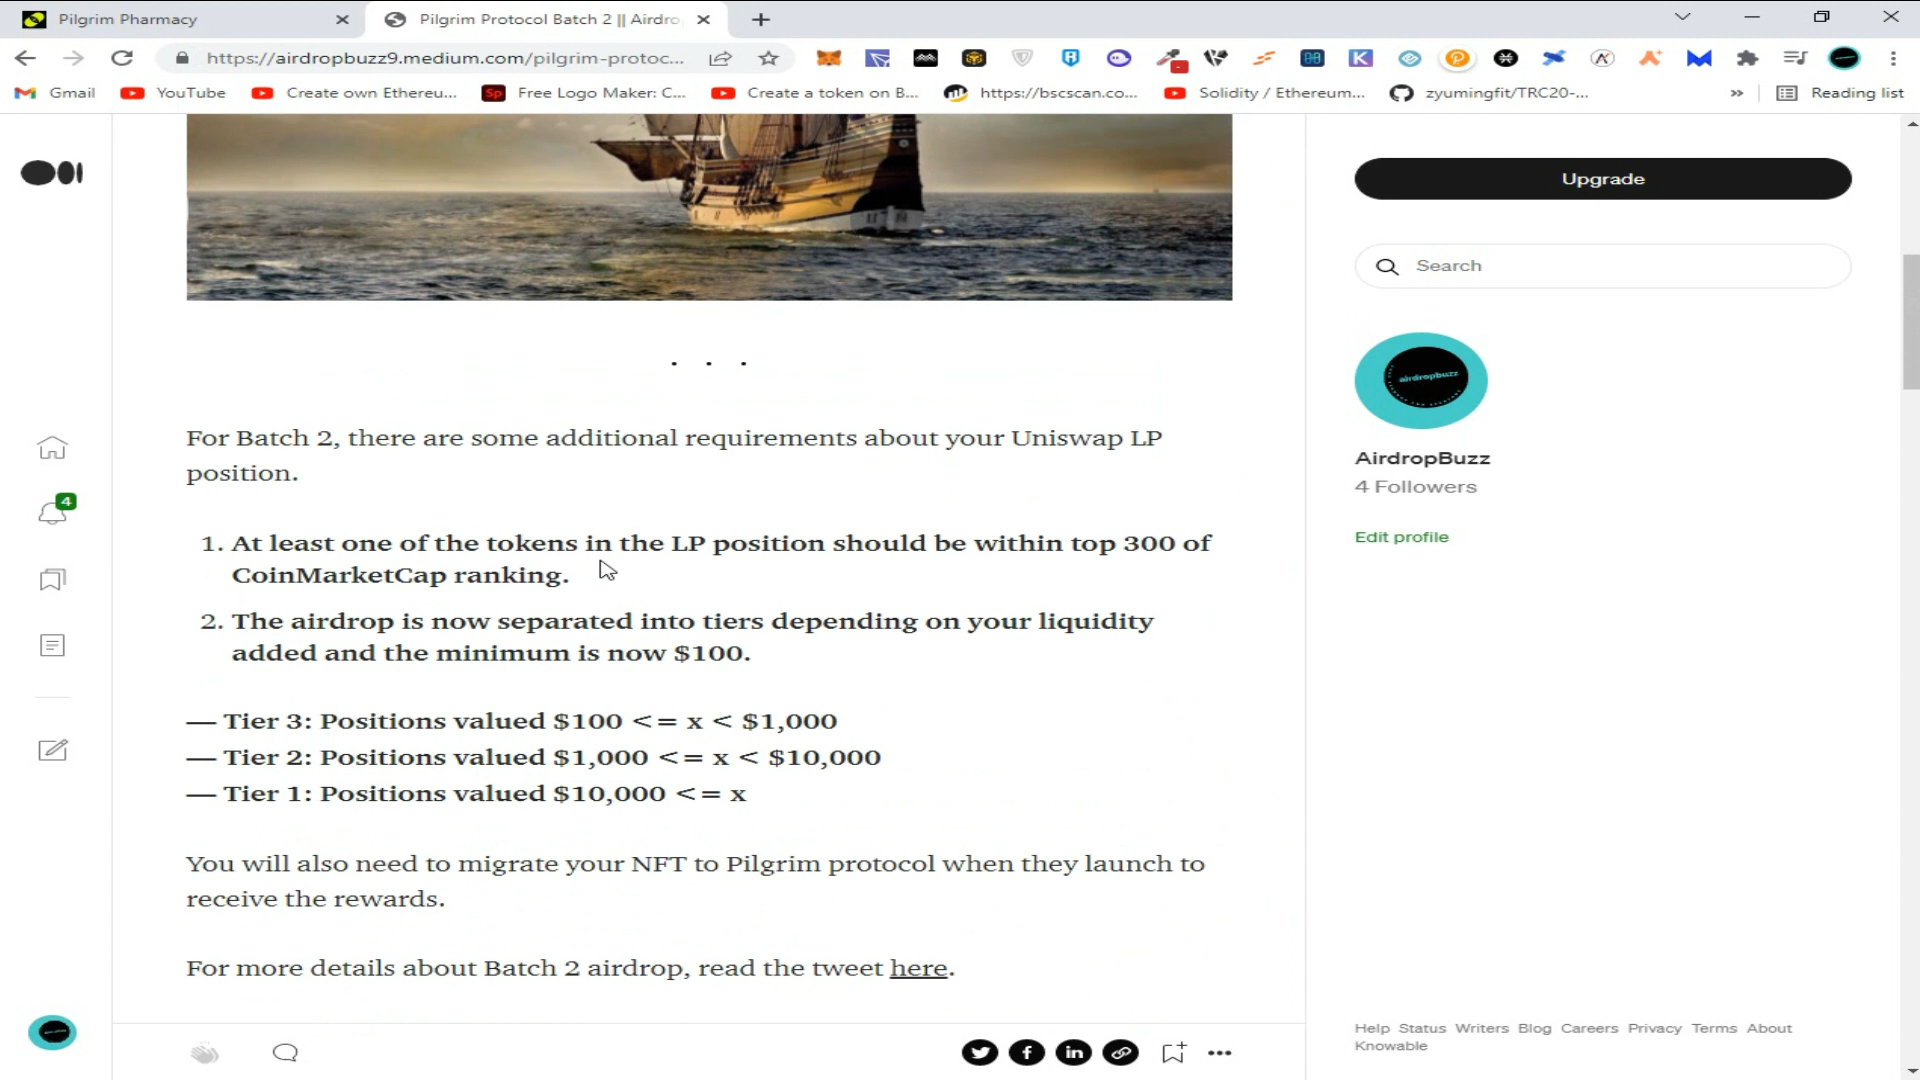 Pilgrim Pharmacy
Pilgrim Protocol Batch 2 || Airdro
https://airdropbuzz9.medium.com/pilgrim-protoc...
Gmail
YouTube
Create own Ethereu...
Sp
Free Logo Maker: C...
Create a token on B...
https://bscscan.co...
Solidity / Ethereum...
zyumingfit/TRC20-...
»
Reading list
Upgrade
Search
airdropbuzz
AirdropBuzz
4 Followers
Edit profile
4
For Batch 2, there are some additional requirements about your Uniswap LP
position.
1. At least one of the tokens in the LP position should be within top 300 of
CoinMarketCap ranking.
2. The airdrop is now separated into tiers depending on your liquidity
added and the minimum is now $100.
— Tier 3: Positions valued $100 <= x < $1,000
— Tier 2: Positions valued $1,000 <= x < $10,000
— Tier 1: Positions valued $10,000 <= x
You will also need to migrate your NFT to Pilgrim protocol when they launch to
receive the rewards.
For more details about Batch 2 airdrop, read the tweet here.
Help Status Writers Blog Careers Privacy Terms About
Knowable